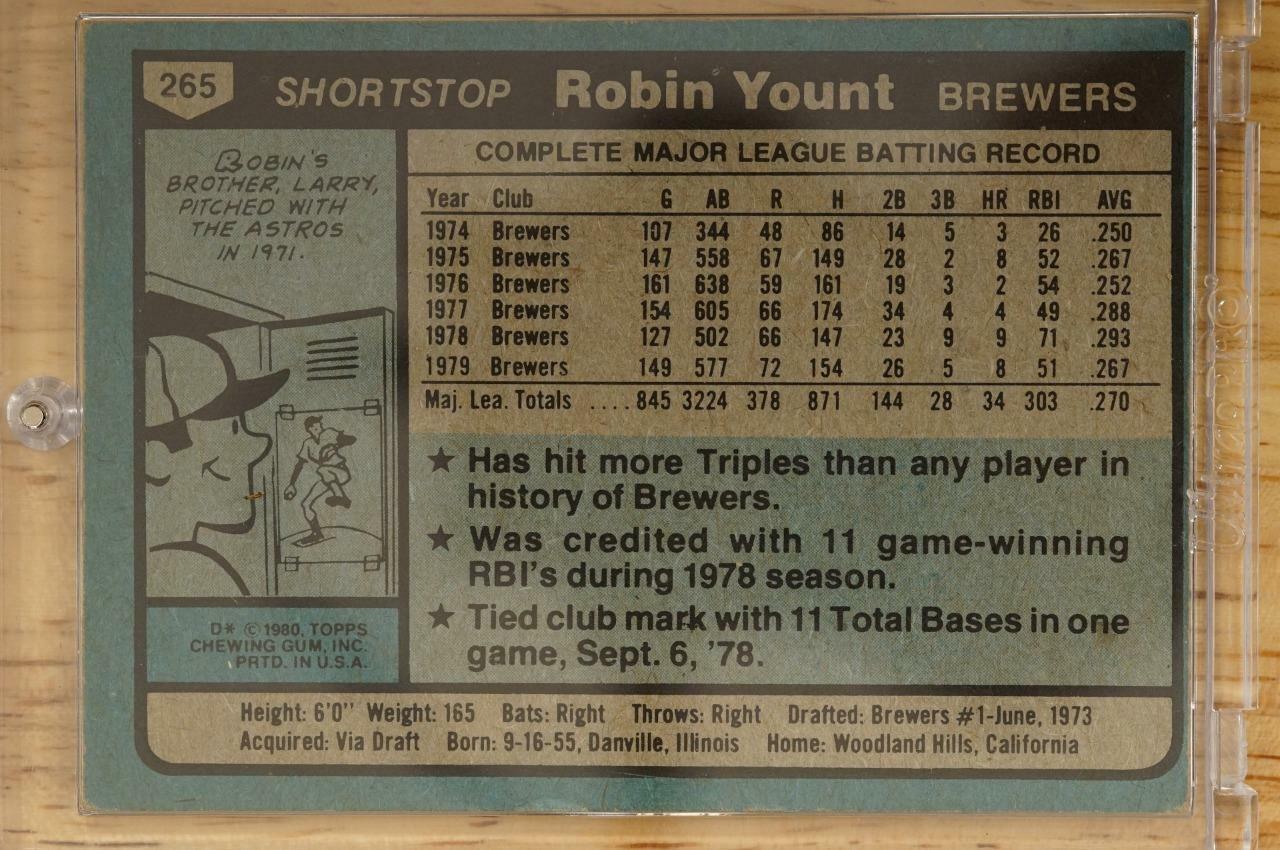 265 SHORTSTOP Robin Yount BREWERS
ROBIN'S
BROTHER, LARRY,
PITCHED WITH
THE ASTROS
IN 1971.
D* © 1980, TOPPS
CHEWING GUM, INC.
PRTD. IN U.S.A.
COMPLETE MAJOR LEAGUE BATTING RECORD
Year Club G AB R H 2B 3B HR RBI AVG
1974 Brewers 107 344 48 86 14 5 3 26 .250
1975 Brewers 147 558 67 149 28 2 8 52 .267
1976 Brewers 161 638 59 161 19 3 2 54 .252
1977 Brewers 154 605 66 174 34 4 4 49 .288
1978 Brewers 127 502 66 147 23 9 9 71 .293
1979 Brewers 149 577 72 154 26 5 8 51 .267
Maj. Lea. Totals ....845 3224 378 871 144 28 34 303 .270
★ Has hit more Triples than any player in
history of Brewers.
★ Was credited with 11 game-winning
RBI's during 1978 season.
★ Tied club mark with 11 Total Bases in one
game, Sept. 6, '78.
Height: 6'0" Weight: 165 Bats: Right Throws: Right Drafted: Brewers #1-June, 1973
Acquired: Via Draft Born: 9-16-55, Danville, Illinois Home: Woodland Hills, California